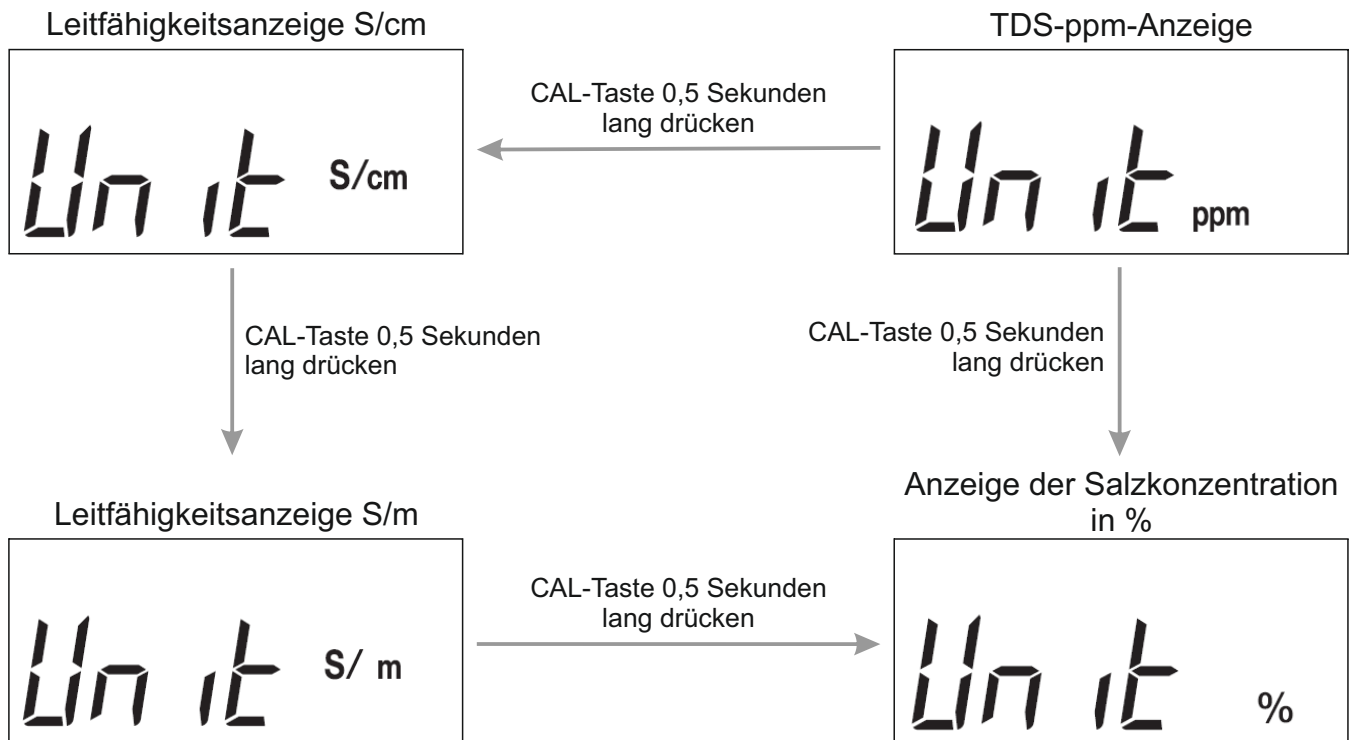 Leitfähigkeitsanzeige S/cm
TDS-ppm-Anzeige
CAL-Taste 0,5 Sekunden
lang drücken
Unit S/cm
Unit ppm
CAL-Taste 0,5 Sekunden
lang drücken
CAL-Taste 0,5 Sekunden
lang drücken
Leitfähigkeitsanzeige S/m
Anzeige der Salzkonzentration
in %
CAL-Taste 0,5 Sekunden
lang drücken
Unit S/ m
Unit %